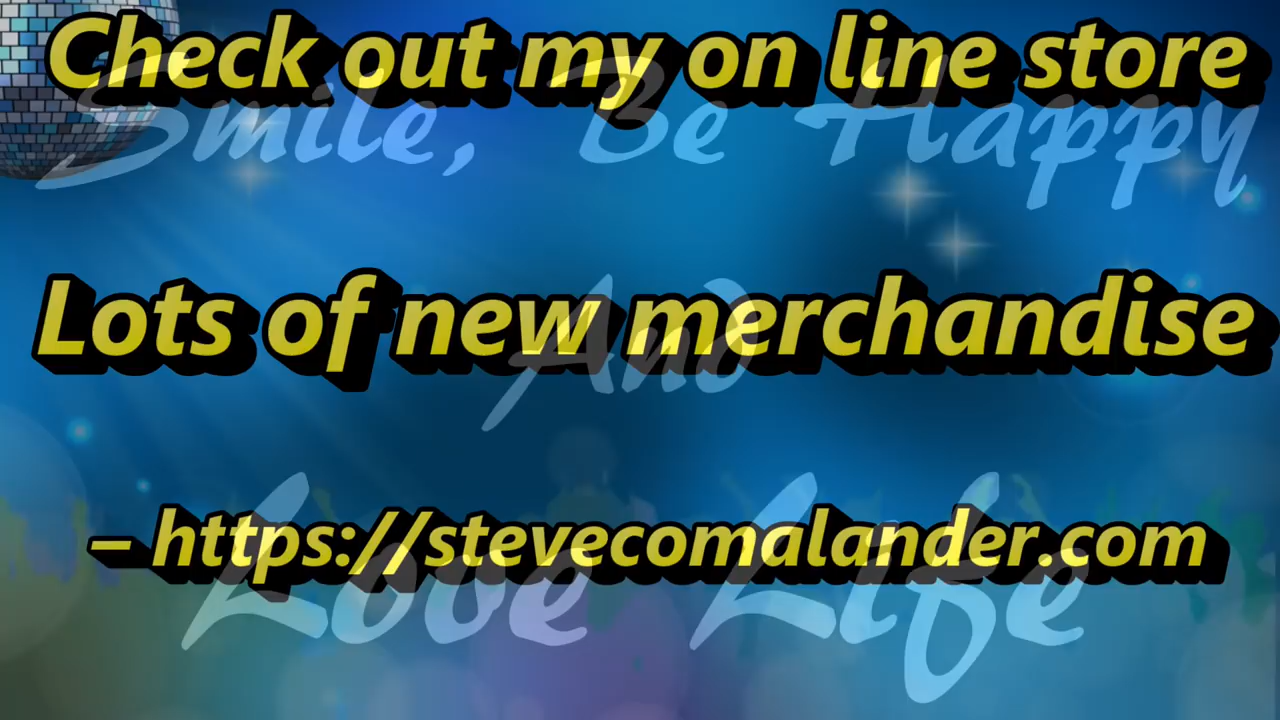 Check out my on line store
Smile, Be Happy
Lots of new merchandise
And
– https://stevecomalander.com
Love Life